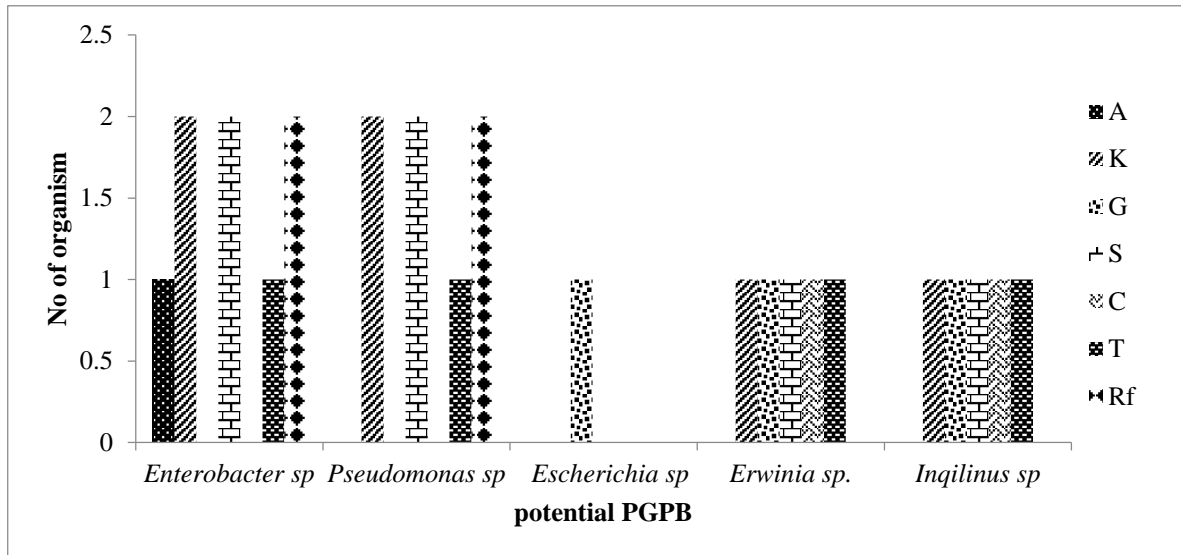 2.5
2
1.5
1
0.5
0
No of organism
Enterobacter sp Pseudomonas sp Escherichia sp Erwinia sp. Inqilinus sp
potential PGPB
A
K
G
S
C
T
Rf